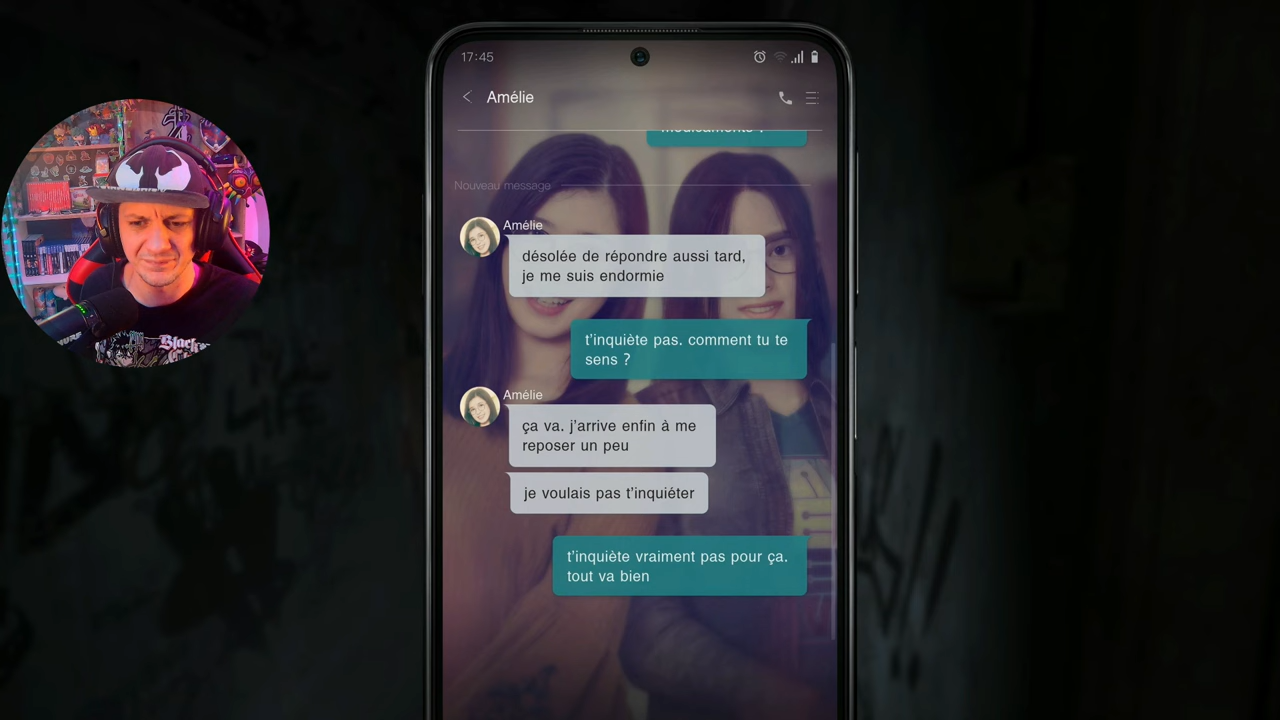 17:45
Amélie
médicaments ?
Nouveau message
Amélie
désolée de répondre aussi tard,
je me suis endormie
t'inquiète pas. comment tu te
sens ?
Amélie
ça va. j'arrive enfin à me
reposer un peu
je voulais pas t'inquiéter
t'inquiète vraiment pas pour ça.
tout va bien